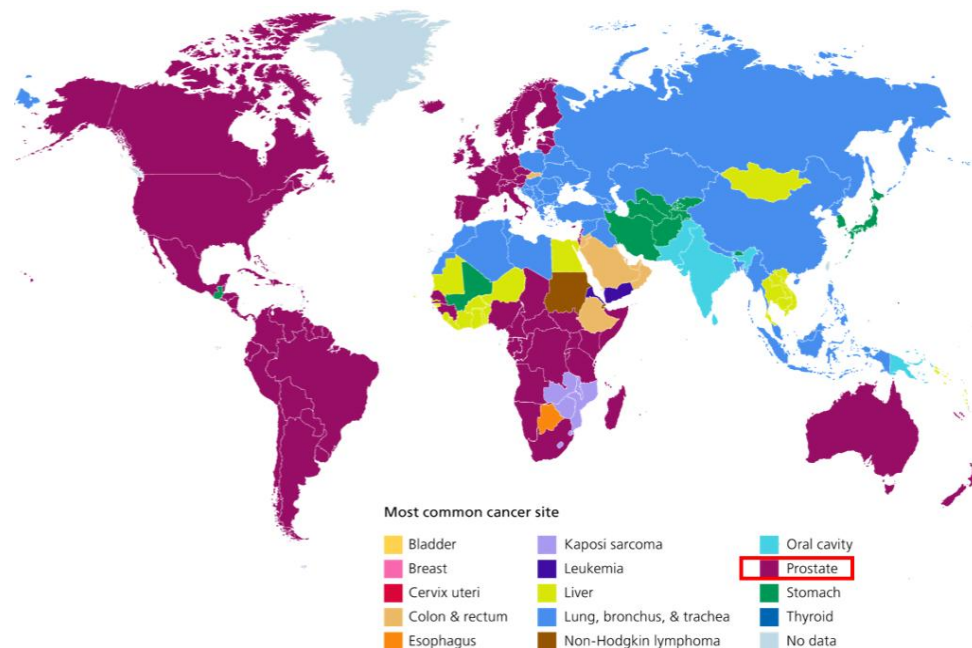 Most common cancer site
Bladder
Breast
Cervix uteri
Colon & rectum
Esophagus
Kaposi sarcoma
Leukemia
Liver
Lung, bronchus, & trachea
Non-Hodgkin lymphoma
Oral cavity
Prostate
Stomach
Thyroid
No data